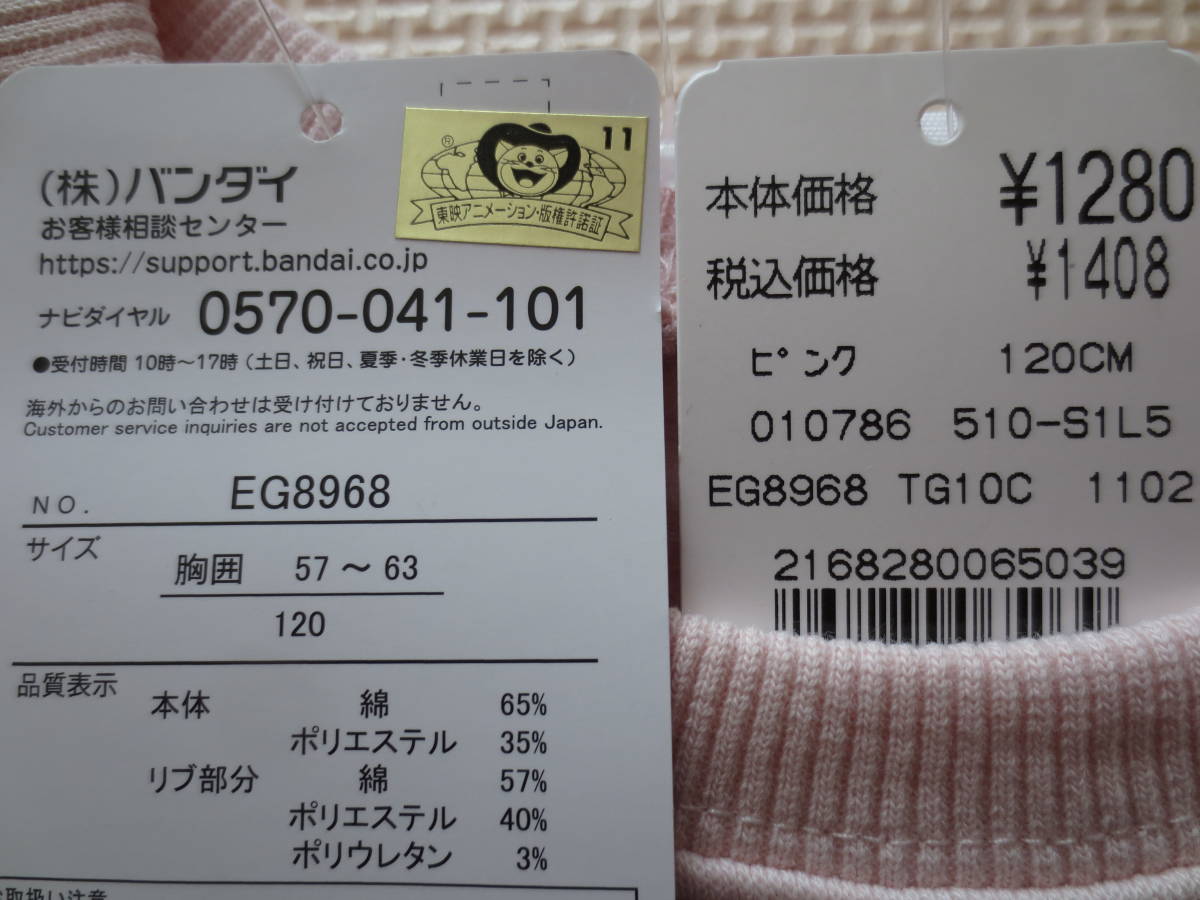 (株)バンダイ
お客様相談センター
https://support.bandai.co.jp
ナビダイヤル 0570-041-101
●受付時間 10時～17時(土日、祝日、夏季・冬季休業日を除く)
海外からのお問い合わせは受け付けておりません。
Customer service inquiries are not accepted from outside Japan.
NO. EG8968
サイズ
胸囲 57 ～ 63
120
品質表示
本体 綿 65%
ポリエステル 35%
リブ部分 綿 57%
ポリエステル 40%
ポリウレタン 3%
取扱い注意
® 11
東映アニメーション・版権許諾証
本体価格 ¥1280
税込価格 ¥1408
ピンク 120CM
010786 510-S1L5
EG8968 TG10C 1102
2168280065039